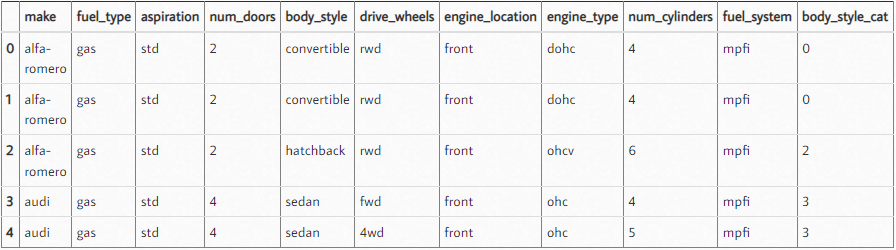 make fuel_type aspiration num_doors body_style drive_wheels engine_location engine_type num_cylinders fuel_system body_style_cat
0 alfa-romero gas std 2 convertible rwd front dohc 4 mpfi 0
1 alfa-romero gas std 2 convertible rwd front dohc 4 mpfi 0
2 alfa-romero gas std 2 hatchback rwd front ohcv 6 mpfi 2
3 audi gas std 4 sedan fwd front ohc 4 mpfi 3
4 audi gas std 4 sedan 4wd front ohc 5 mpfi 3